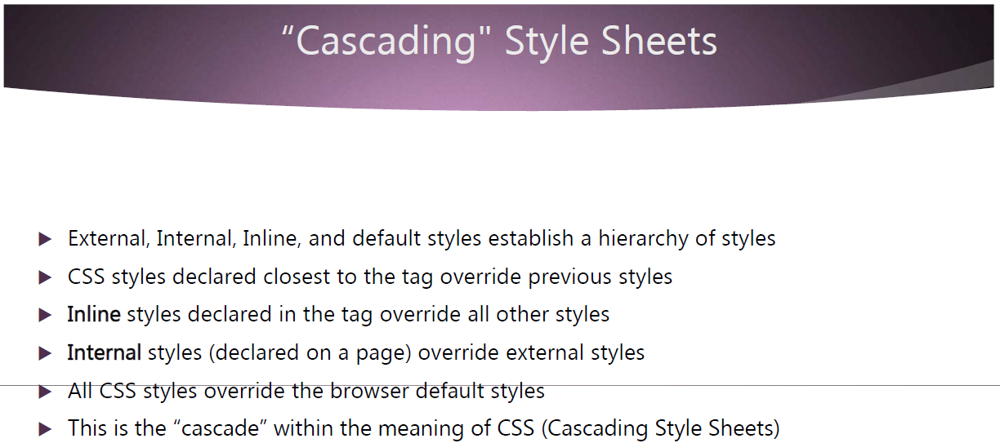 “Cascading" Style Sheets
External, Internal, Inline, and default styles establish a hierarchy of styles
CSS styles declared closest to the tag override previous styles
Inline styles declared in the tag override all other styles
Internal styles (declared on a page) override external styles
All CSS styles override the browser default styles
This is the “cascade” within the meaning of CSS (Cascading Style Sheets)